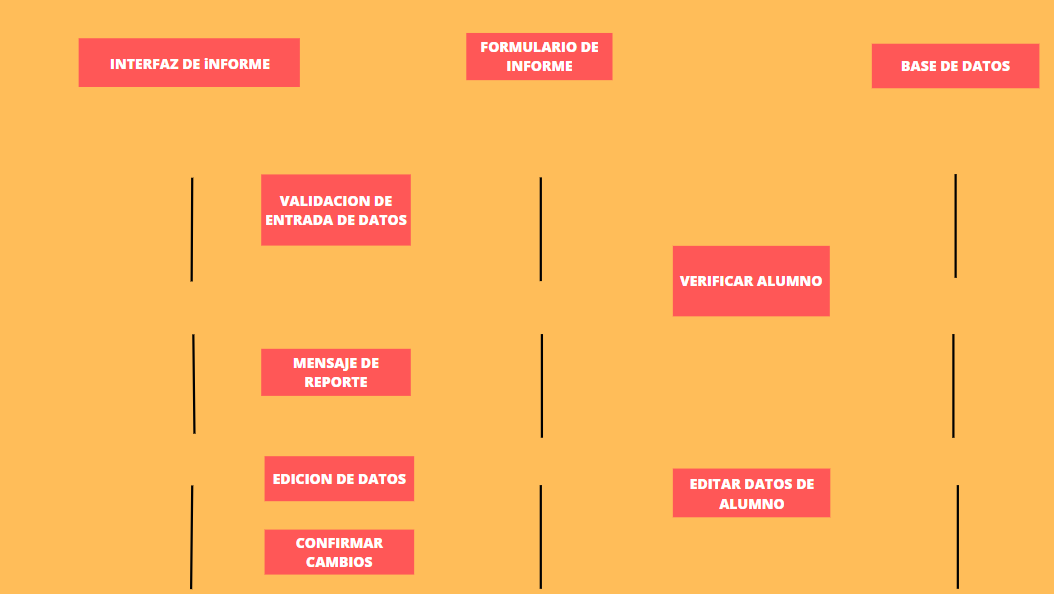 INTERFAZ DE iNFORME
FORMULARIO DE
INFORME
BASE DE DATOS
VALIDACION DE
ENTRADA DE DATOS
VERIFICAR ALUMNO
MENSAJE DE
REPORTE
EDICION DE DATOS
EDITAR DATOS DE
ALUMNO
CONFIRMAR
CAMBIOS